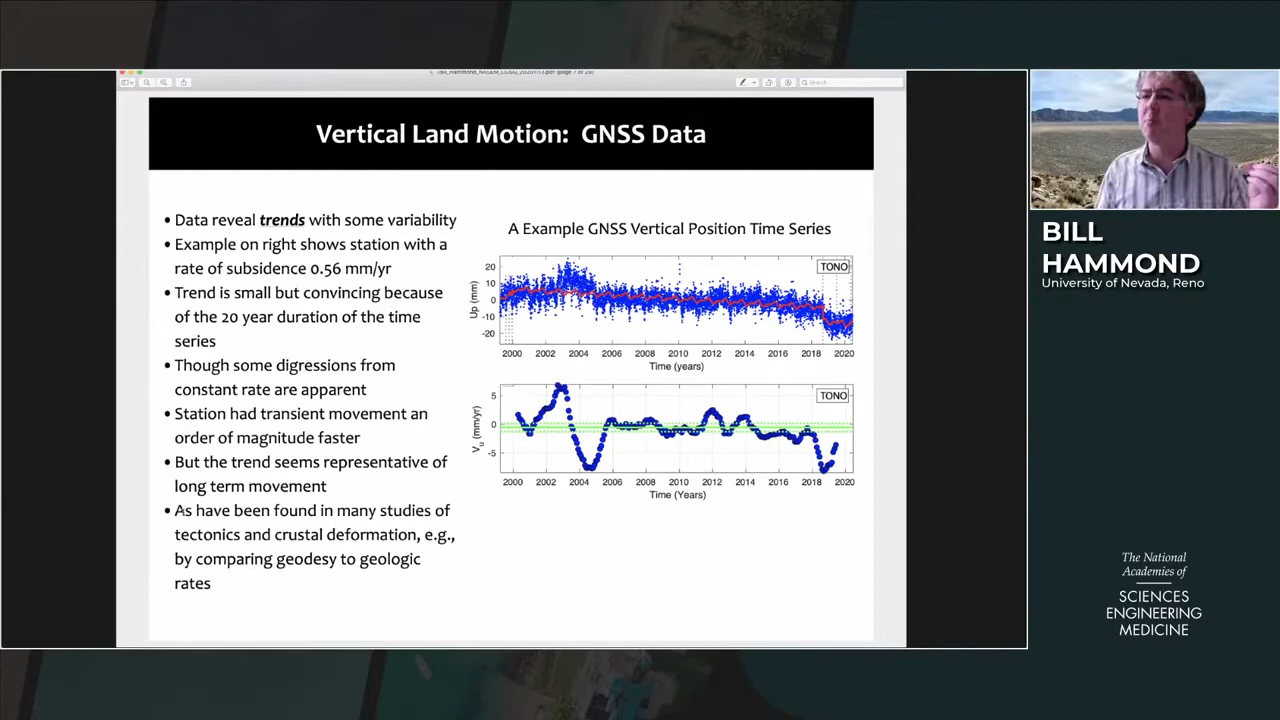 Bill_Hammond_NASEM_COSG_20201113.pdf (page 7 of 29)
Search
Vertical Land Motion: GNSS Data
• Data reveal trends with some variability
• Example on right shows station with a
rate of subsidence 0.56 mm/yr
• Trend is small but convincing because
of the 20 year duration of the time
series
• Though some digressions from
constant rate are apparent
• Station had transient movement an
order of magnitude faster
• But the trend seems representative of
long term movement
• As have been found in many studies of
tectonics and crustal deformation, e.g.,
by comparing geodesy to geologic
rates
A Example GNSS Vertical Position Time Series
TONO
Up (mm)
20
10
0
-10
-20
2000 2002 2004 2006 2008 2010 2012 2014 2016 2018 2020
Time (years)
TONO
Vu (mm/yr)
5
0
-5
2000 2002 2004 2006 2008 2010 2012 2014 2016 2018 2020
Time (Years)
BILL
HAMMOND
University of Nevada, Reno
The National
Academies of
SCIENCES
ENGINEERING
MEDICINE